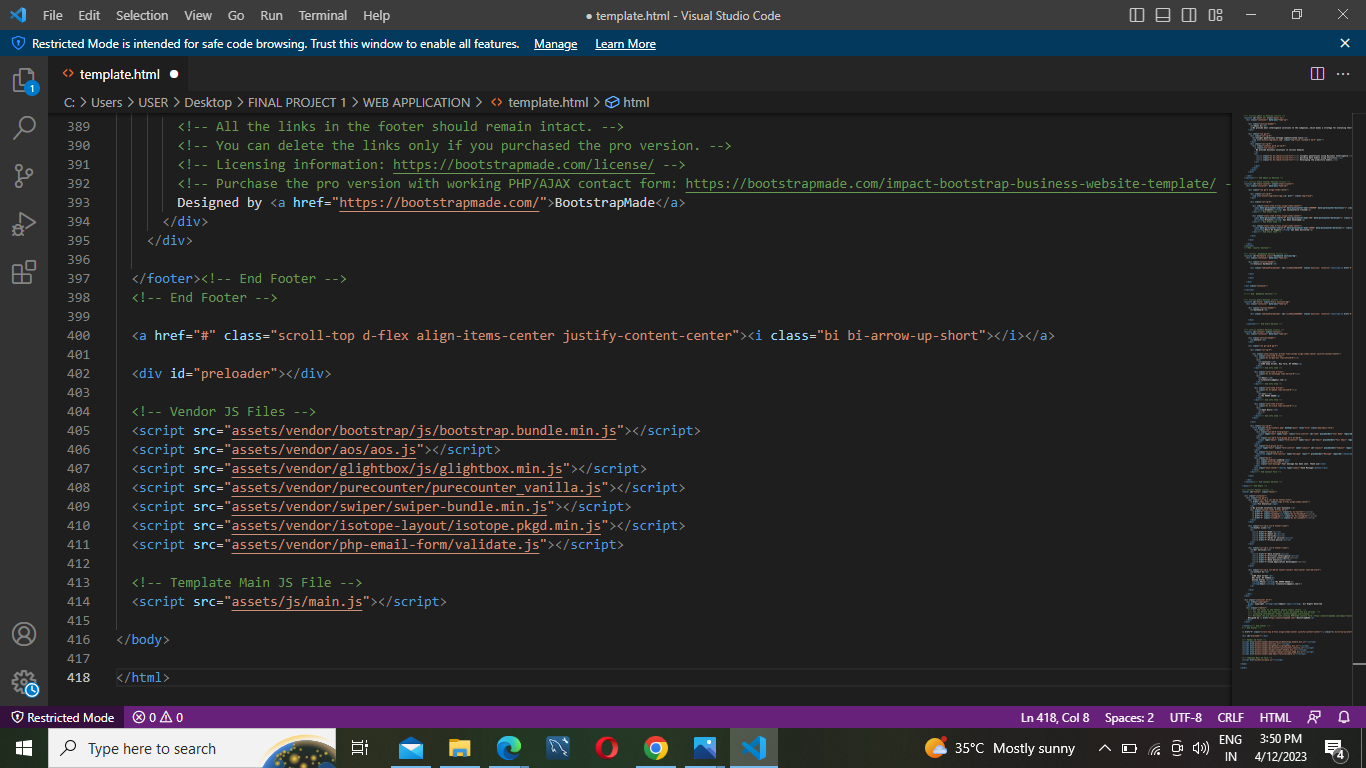 File Edit Selection View Go Run Terminal Help
● template.html - Visual Studio Code
Restricted Mode is intended for safe code browsing. Trust this window to enable all features. Manage Learn More
1
<> template.html ●
C: > Users > USER > Desktop > FINAL PROJECT 1 > WEB APPLICATION > <> template.html > html
389 <!-- All the links in the footer should remain intact. -->
390 <!-- You can delete the links only if you purchased the pro version. -->
391 <!-- Licensing information: https://bootstrapmade.com/license/ -->
392 <!-- Purchase the pro version with working PHP/AJAX contact form: https://bootstrapmade.com/impact-bootstrap-business-website-template/ -
393 Designed by <a href="https://bootstrapmade.com/">BootstrapMade</a>
394 </div>
395 </div>
396
397 </footer><!-- End Footer -->
398 <!-- End Footer -->
399
400 <a href="#" class="scroll-top d-flex align-items-center justify-content-center"><i class="bi bi-arrow-up-short"></i></a>
401
402 <div id="preloader"></div>
403
404 <!-- Vendor JS Files -->
405 <script src="assets/vendor/bootstrap/js/bootstrap.bundle.min.js"></script>
406 <script src="assets/vendor/aos/aos.js"></script>
407 <script src="assets/vendor/glightbox/js/glightbox.min.js"></script>
408 <script src="assets/vendor/purecounter/purecounter_vanilla.js"></script>
409 <script src="assets/vendor/swiper/swiper-bundle.min.js"></script>
410 <script src="assets/vendor/isotope-layout/isotope.pkgd.min.js"></script>
411 <script src="assets/vendor/php-email-form/validate.js"></script>
412
413 <!-- Template Main JS File -->
414 <script src="assets/js/main.js"></script>
415
416 </body>
417
418 </html>
Restricted Mode 0 0 Ln 418, Col 8 Spaces: 2 UTF-8 CRLF HTML
Type here to search
35°C Mostly sunny
ENG
IN
3:50 PM
4/12/2023
4